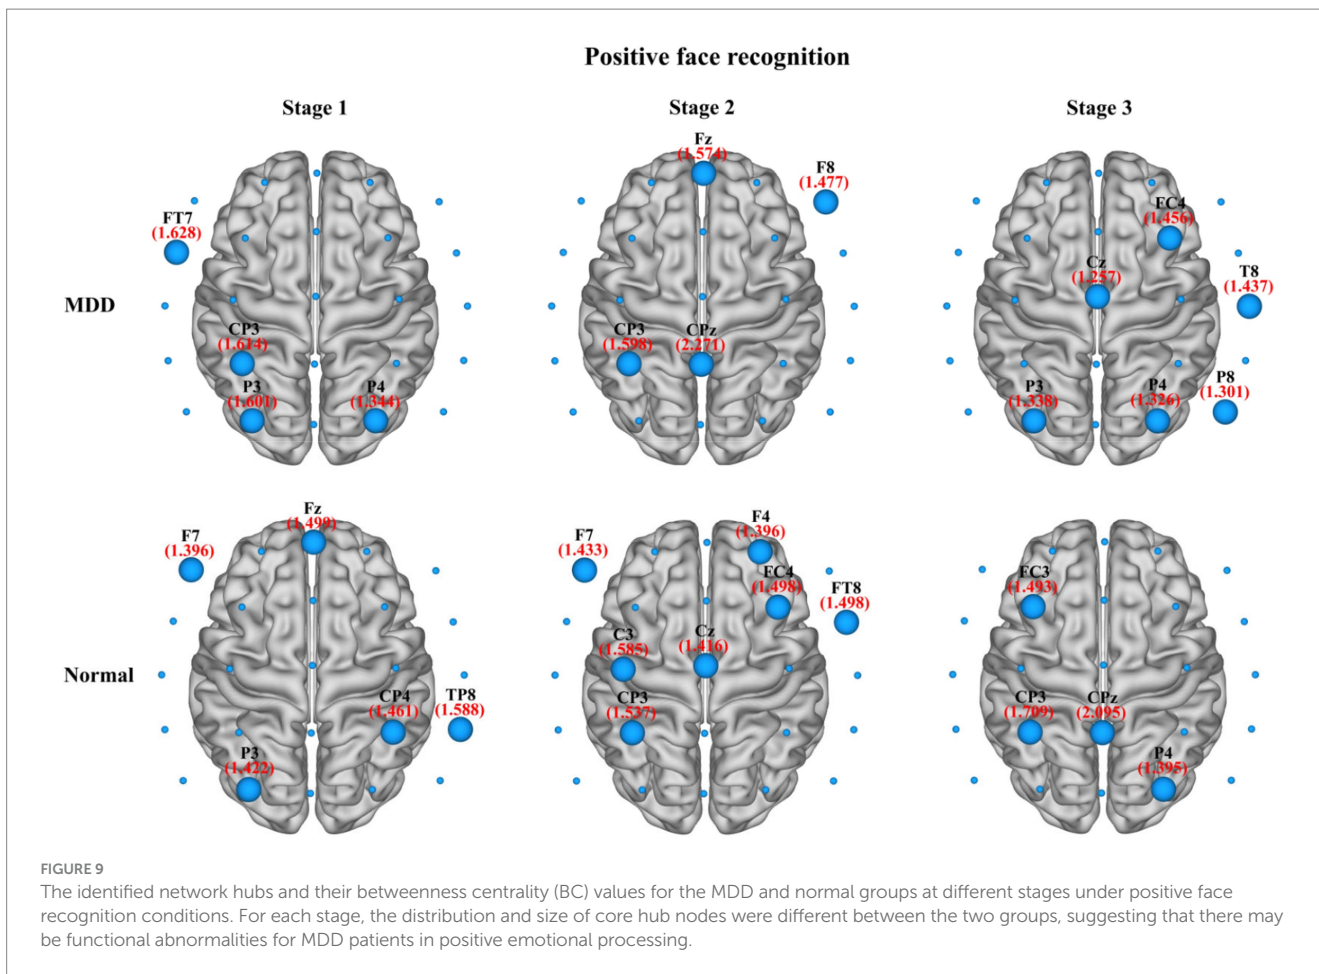 Positive face recognition
Stage 1
Stage 2
Stage 3
MDD
FT7
(1.628)
CP3
(1.614)
P3
(1.601)
P4
(1.344)
Fz
(1.574)
F8
(1.477)
CP3
(1.598)
CPz
(2.271)
FC4
(1.456)
Cz
(1.257)
T8
(1.437)
P3
(1.338)
P4
(1.326)
P8
(1.301)
Normal
F7
(1.396)
Fz
(1.499)
CP4
(1.461)
TP8
(1.588)
P3
(1.422)
F7
(1.433)
F4
(1.396)
FC4
(1.498)
FT8
(1.498)
C3
(1.585)
Cz
(1.416)
CP3
(1.537)
FC3
(1.493)
CP3
(1.709)
CPz
(2.095)
P4
(1.395)
FIGURE 9
The identified network hubs and their betweenness centrality (BC) values for the MDD and normal groups at different stages under positive face
recognition conditions. For each stage, the distribution and size of core hub nodes were different between the two groups, suggesting that there may
be functional abnormalities for MDD patients in positive emotional processing.